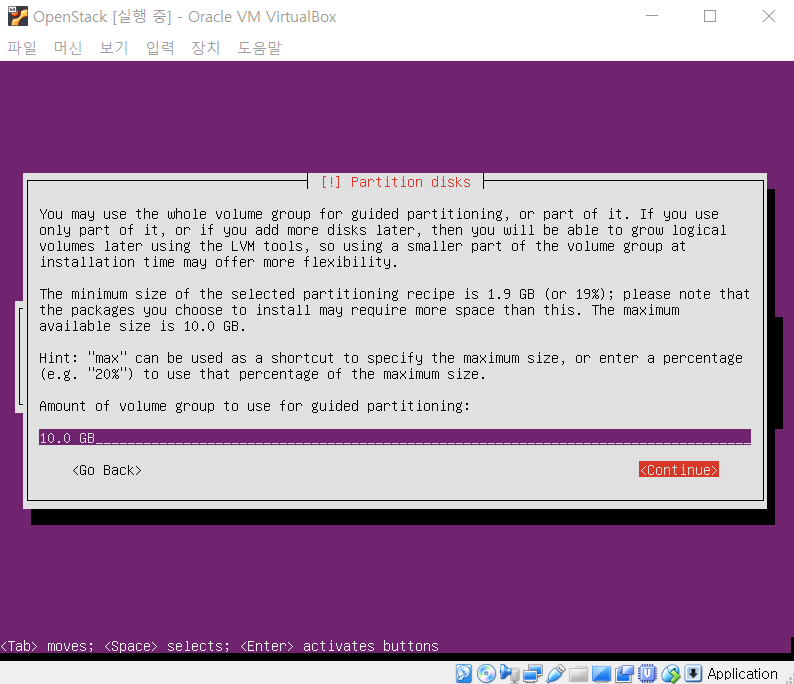 OpenStack [실행 중] - Oracle VM VirtualBox
파일 머신 보기 입력 장치 도움말
[!] Partition disks
You may use the whole volume group for guided partitioning, or part of it. If you use
only part of it, or if you add more disks later, then you will be able to grow logical
volumes later using the LVM tools, so using a smaller part of the volume group at
installation time may offer more flexibility.
The minimum size of the selected partitioning recipe is 1.9 GB (or 19%); please note that
the packages you choose to install may require more space than this. The maximum
available size is 10.0 GB.
Hint: "max" can be used as a shortcut to specify the maximum size, or enter a percentage
(e.g. "20%") to use that percentage of the maximum size.
Amount of volume group to use for guided partitioning:
10.0 GB
<Go Back> <Continue>
<Tab> moves; <Space> selects; <Enter> activates buttons
Application